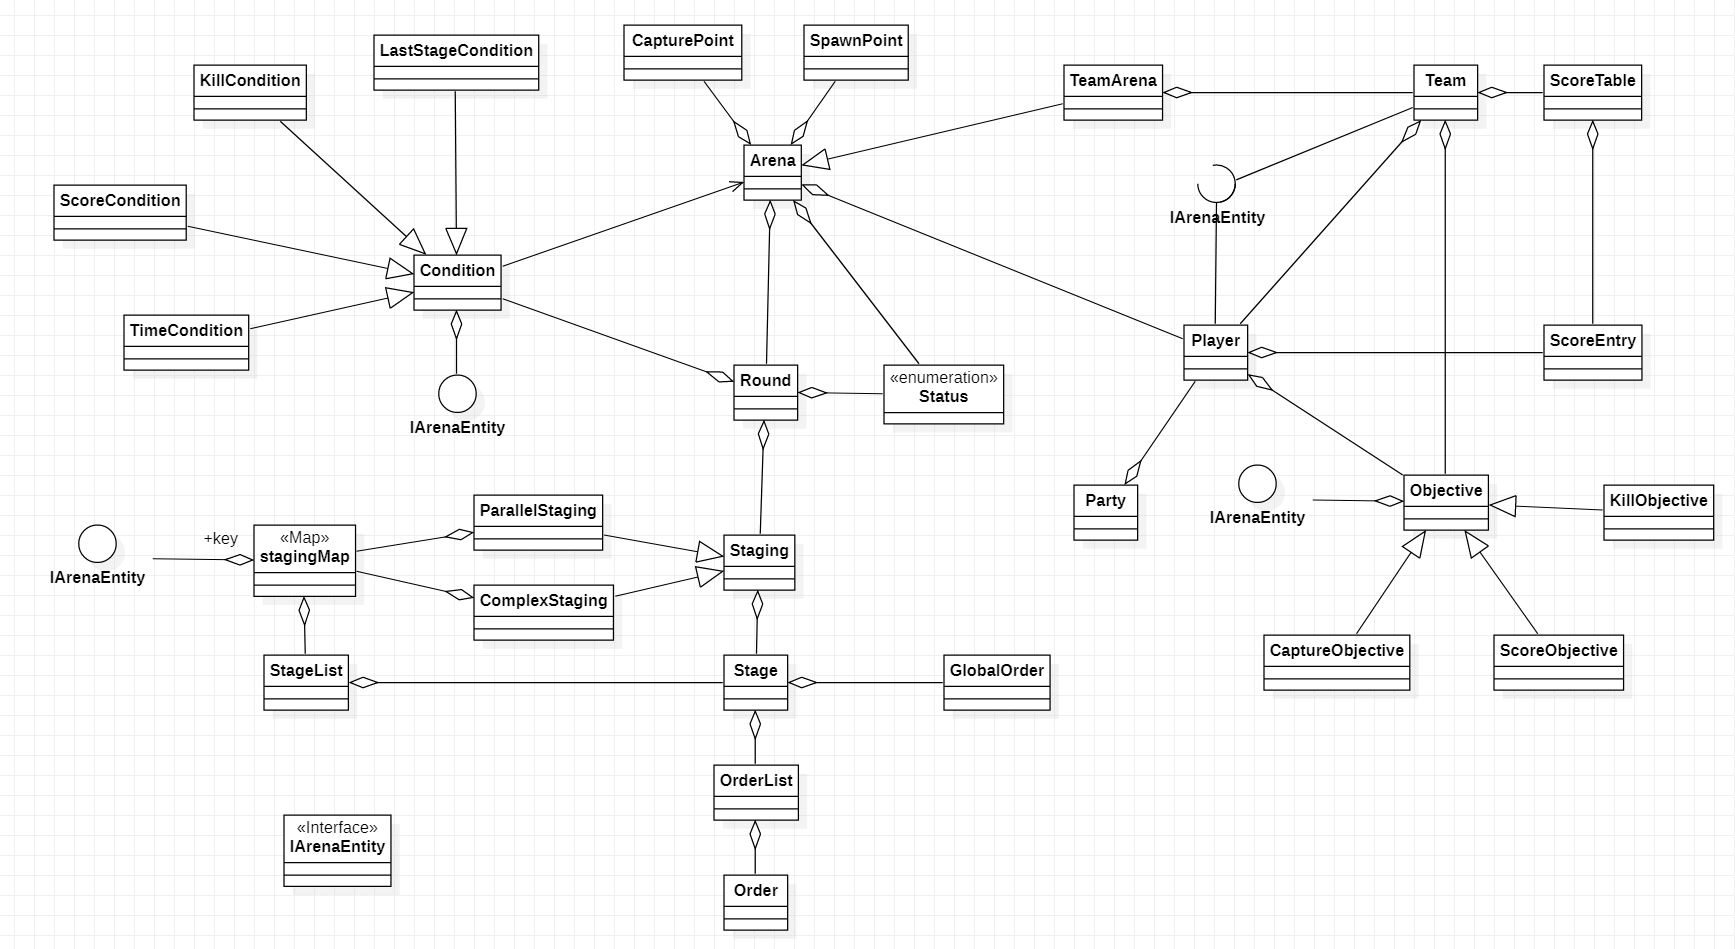 CapturePoint
SpawnPoint
LastStageCondition
KillCondition
TeamArena
Team
ScoreTable
Arena
ScoreCondition
IArenaEntity
Condition
TimeCondition
Player
ScoreEntry
Round
«enumeration»
Status
IArenaEntity
Party
Objective
KillObjective
IArenaEntity
ParallelStaging
+key
«Map»
stagingMap
Staging
IArenaEntity
ComplexStaging
CaptureObjective
ScoreObjective
StageList
Stage
GlobalOrder
OrderList
«Interface»
IArenaEntity
Order